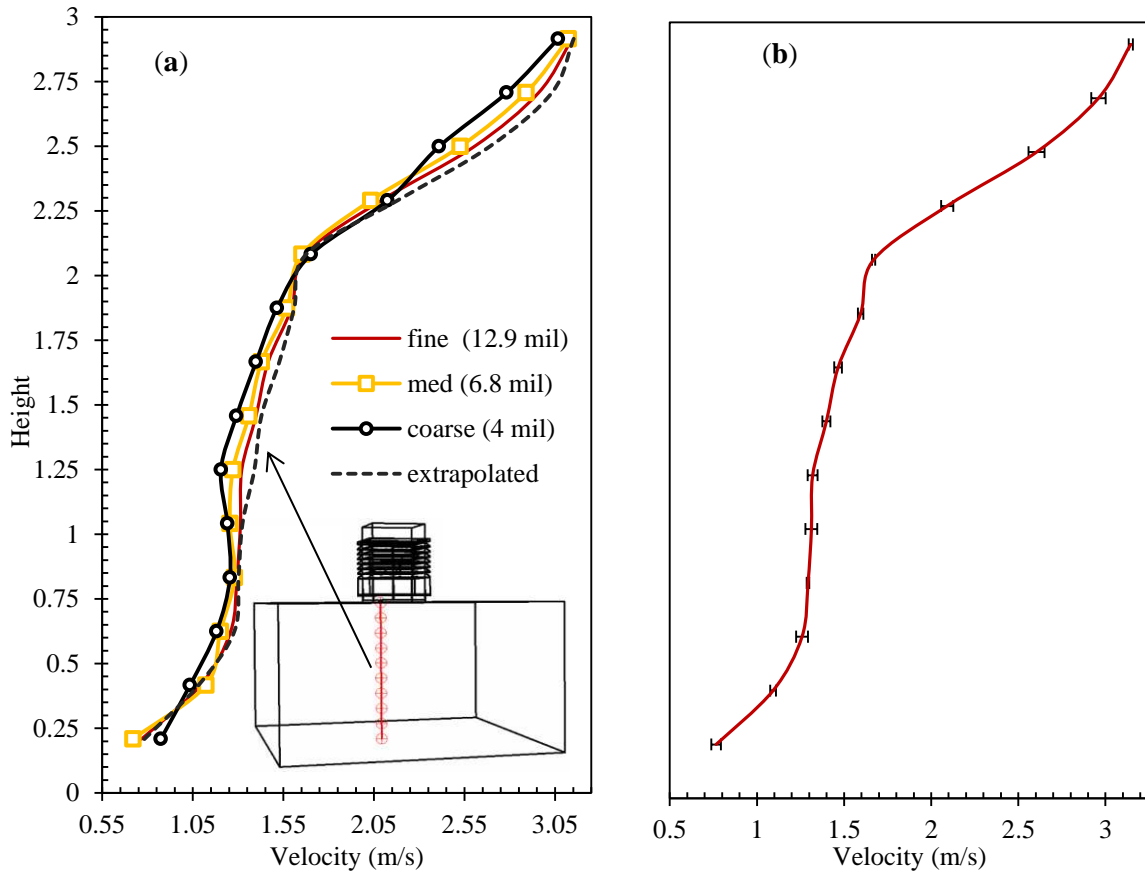 (a)
3
2.75
2.5
2.25
2
1.75
1.5
1.25
1
0.75
0.5
0.25
0
Height
fine (12.9 mil)
med (6.8 mil)
coarse (4 mil)
extrapolated
0.55 1.05 1.55 2.05 2.55 3.05
Velocity (m/s)
(b)
0.5 1 1.5 2 2.5 3
Velocity (m/s)